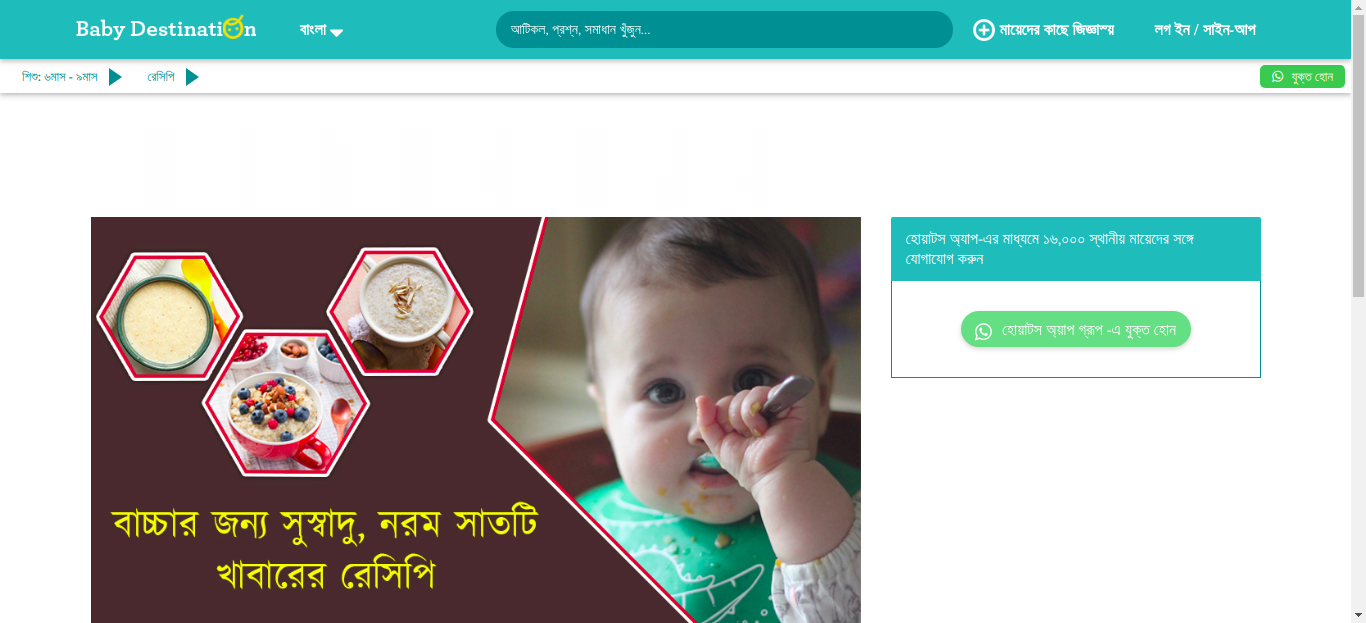 Baby Destination
বাংলা
আর্টিকল, প্রশ্ন, সমাধান খুঁজুন...
মায়েদের কাছে জিজ্ঞাস্য
লগ ইন / সাইন-আপ
শিশু: ৬মাস - ৯মাস
রেসিপি
যুক্ত হোন
হোয়াটস অ্যাপ-এর মাধ্যমে ১৬,০০০ স্থানীয় মায়েদের সঙ্গে
যোগাযোগ করুন
হোয়াটস অ্যাপ গ্রূপ -এ যুক্ত হোন
বাচ্চার জন্য সুস্বাদু, নরম সাতটি
খাবারের রেসিপি